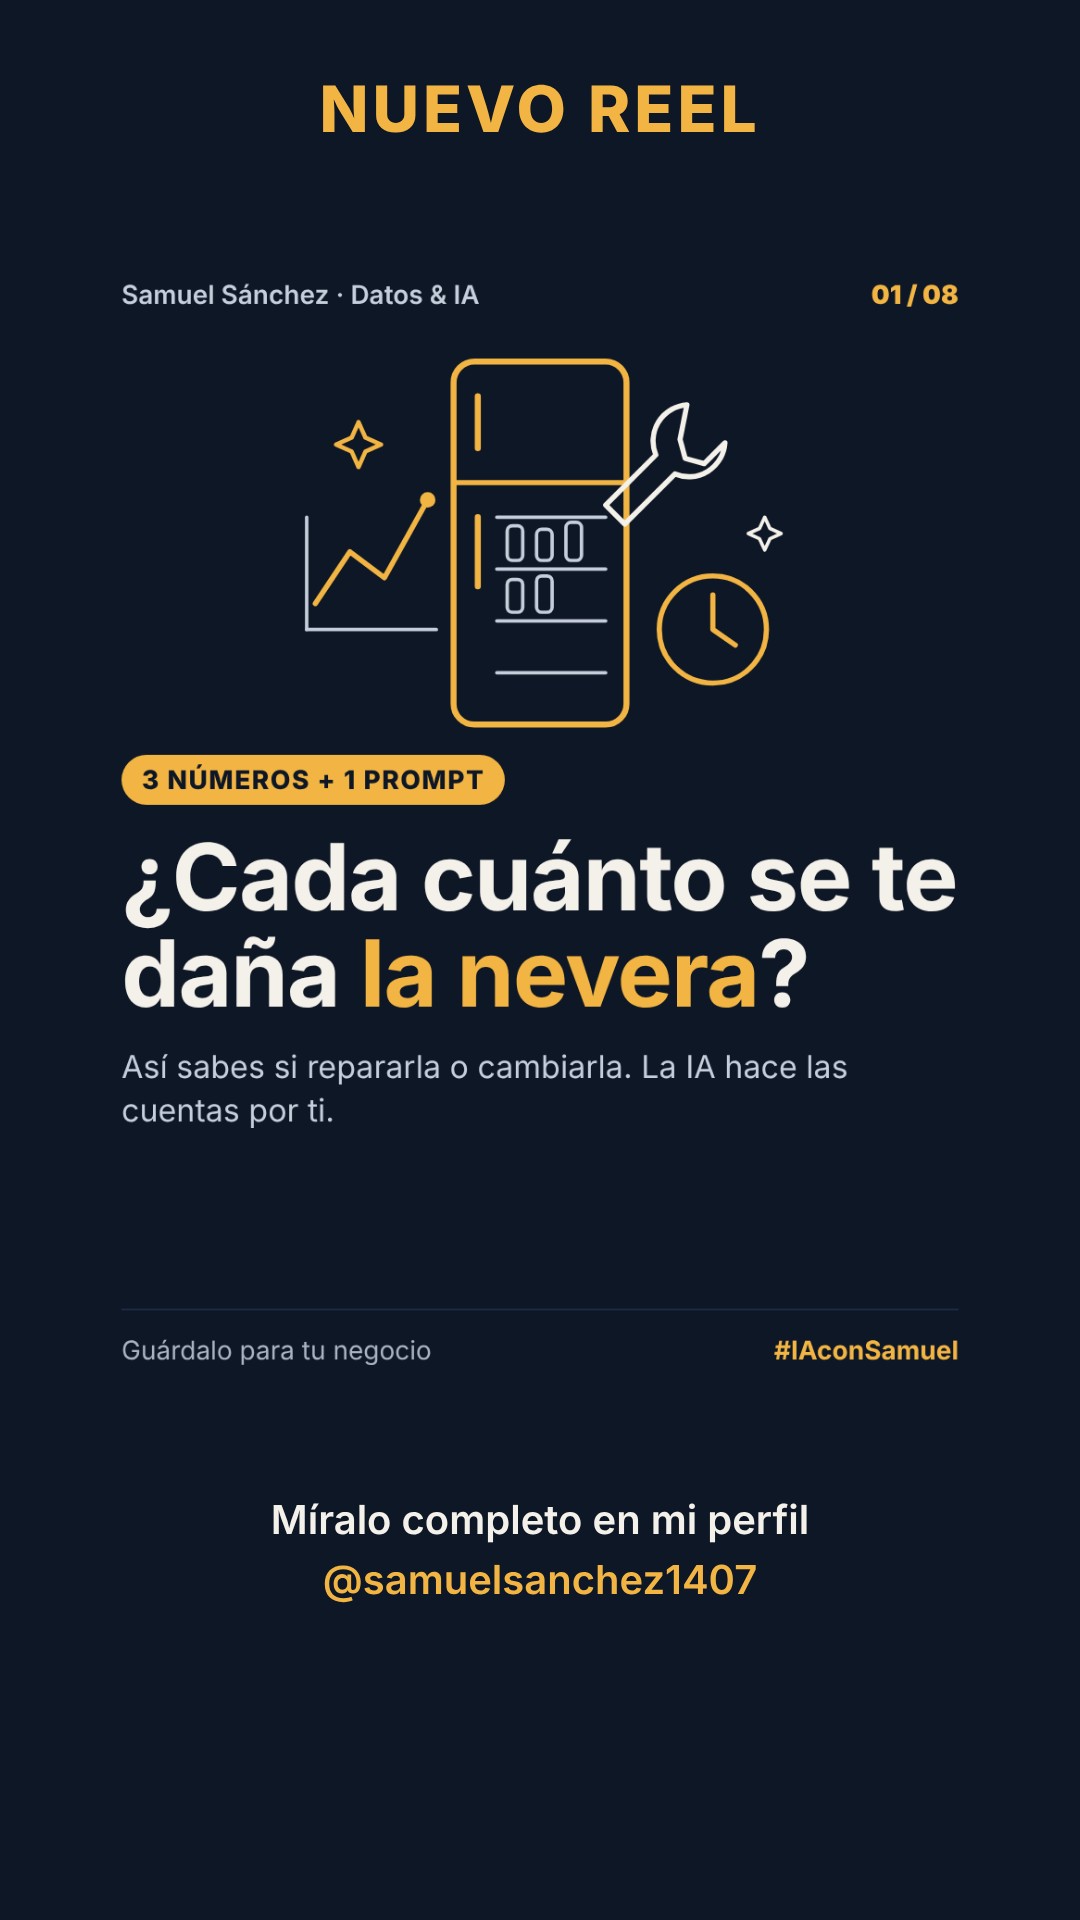 NUEVO REEL
Samuel Sánchez · Datos & IA
01 / 08
3 NÚMEROS + 1 PROMPT
¿Cada cuánto se te
daña la nevera?
Así sabes si repararla o cambiarla. La IA hace las
cuentas por ti.
Guárdalo para tu negocio
#IAconSamuel
Míralo completo en mi perfil
@samuelsanchez1407